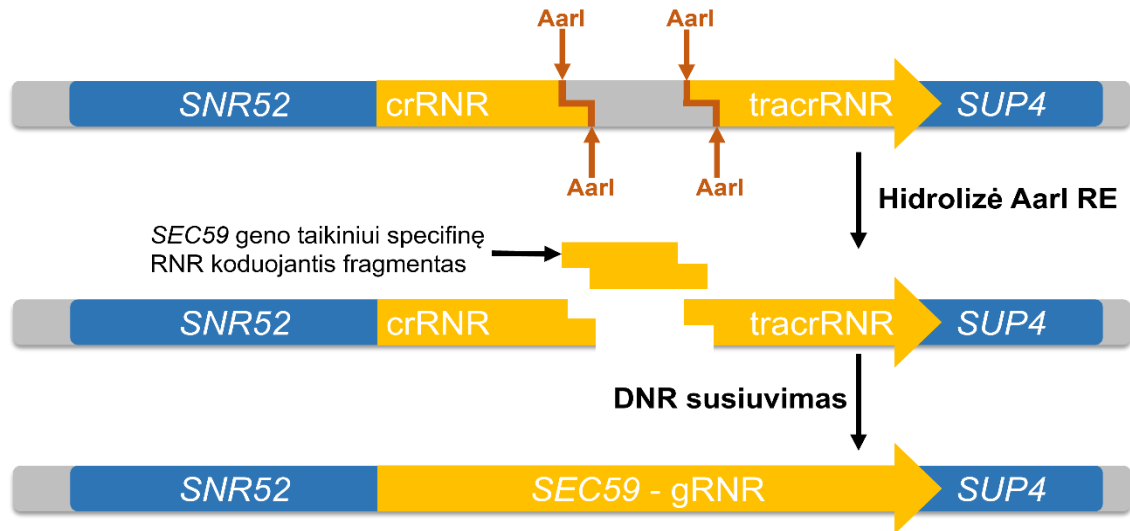 AarI AarI
SNR52 crRNR tracrRNR SUP4
AarI AarI
Hidrolizė AarI RE
SEC59 geno taikiniui specifinę
RNR koduojantis fragmentas
SNR52 crRNR tracrRNR SUP4
DNR susiuvimas
SNR52 SEC59 - gRNR SUP4